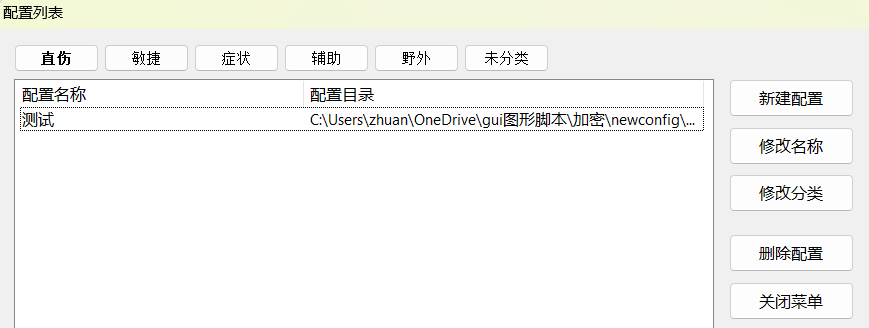 配置列表
直伤 敏捷 症状 辅助 野外 未分类
配置名称 配置目录
测试 C:\Users\zhuan\OneDrive\gui图形脚本\加密\newconfig\...
新建配置
修改名称
修改分类
删除配置
关闭菜单